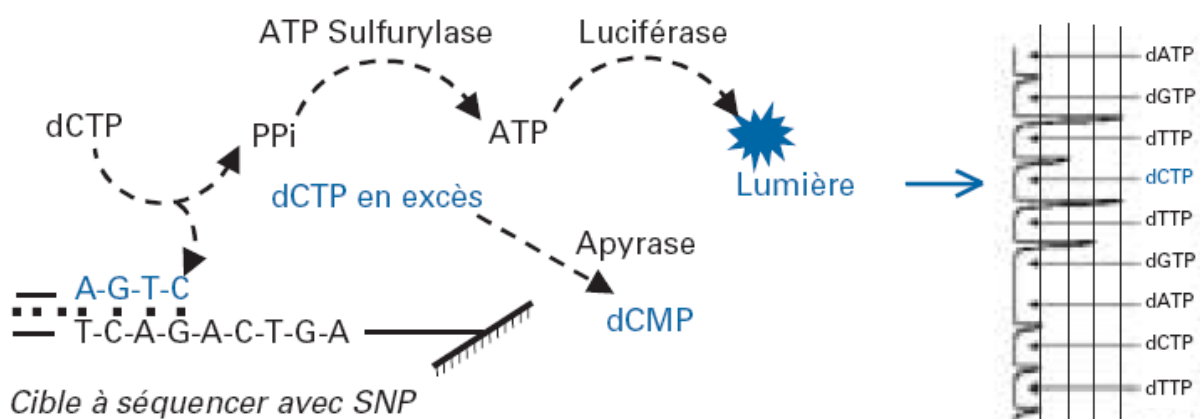 ATP Sulfurylase
Luciférase
dCTP
PPi
ATP
dCTP en excès
Lumière
Apyrase
dCMP
A-G-T-C
T-C-A-G-A-C-T-G-A
Cible à séquencer avec SNP
dATP
dGTP
dTTP
dCTP
dTTP
dGTP
dATP
dCTP
dTTP